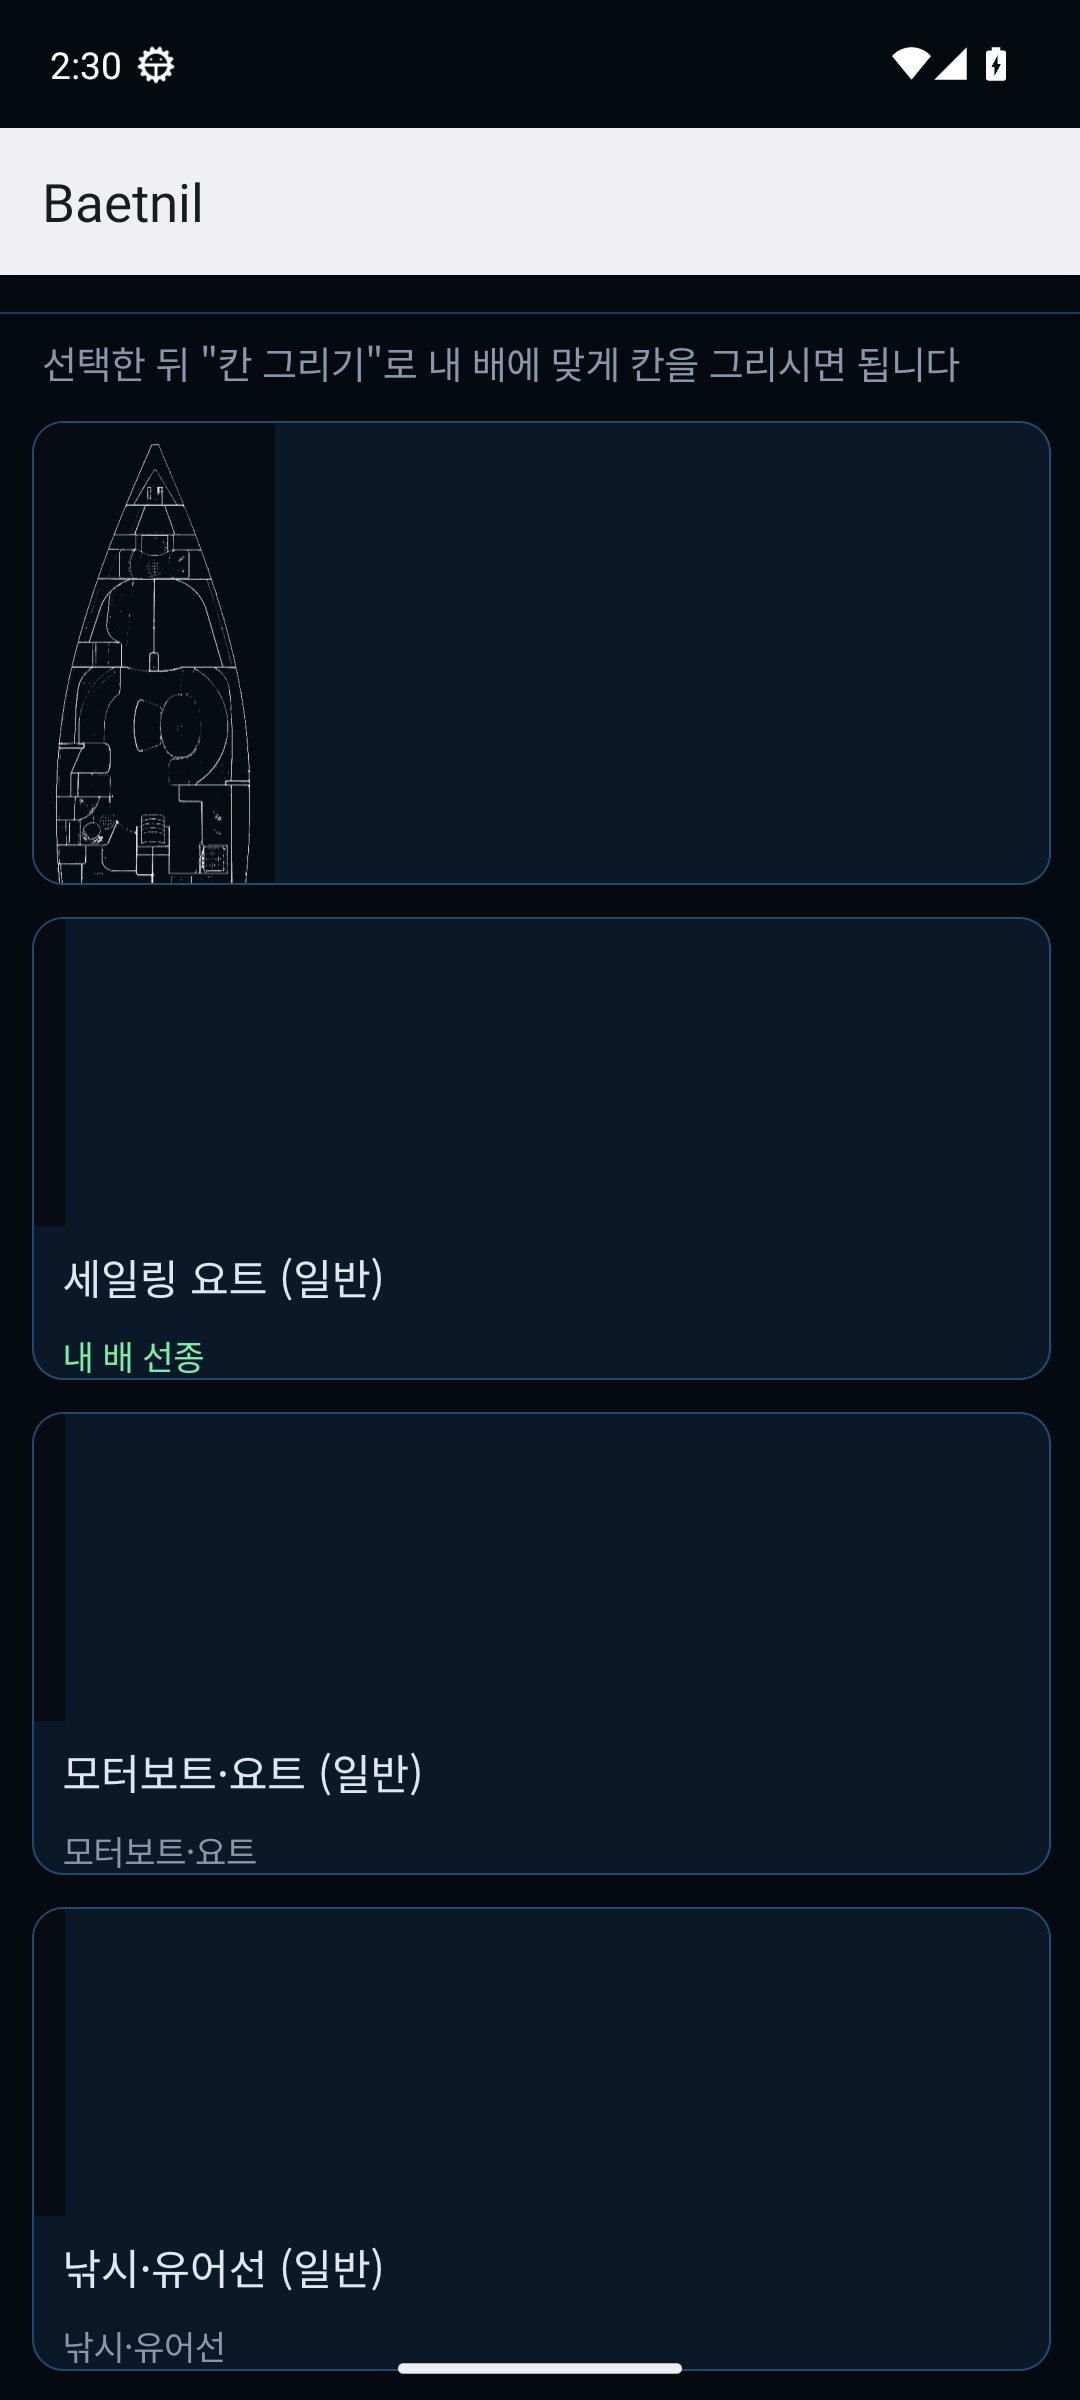 2:30
Baetnil
선택한 뒤 "칸 그리기"로 내 배에 맞게 칸을 그리시면 됩니다
세일링 요트 (일반)
내 배 선종
모터보트·요트 (일반)
모터보트·요트
낚시·유어선 (일반)
낚시·유어선